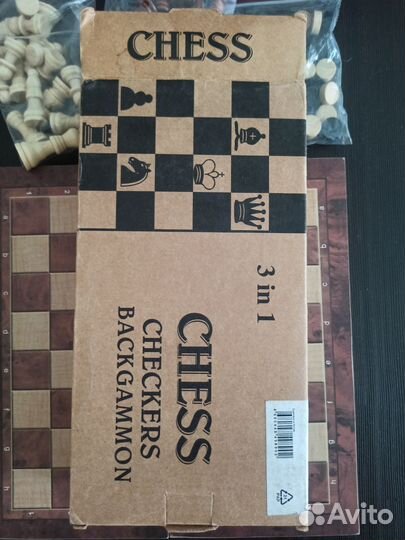 CHESS
3 in 1
CHESS
CHECKERS
BACKGAMMON
Avito